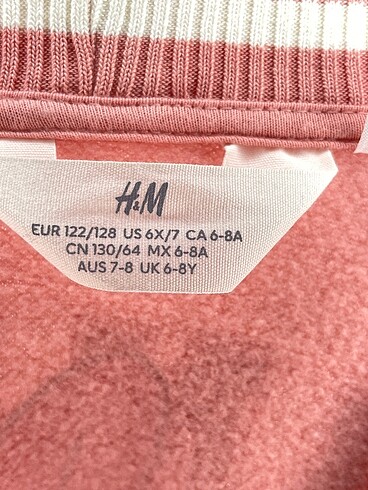 H&M
EUR 122/128 US 6X/7 CA 6-8A
CN 130/64 MX 6-8A
AUS 7-8 UK 6-8Y